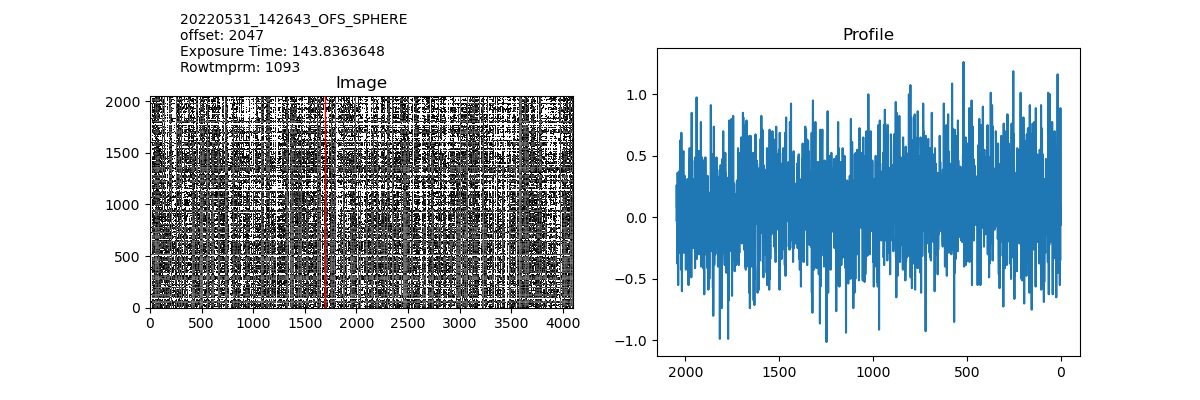 20220531_142643_OFS_SPHERE
offset: 2047
Exposure Time: 143.8363648
Rowtmprm: 1093
Image
2000
1500
1000
500
0
0 500 1000 1500 2000 2500 3000 3500 4000
Profile
1.0
0.5
0.0
−0.5
−1.0
2000 1500 1000 500 0